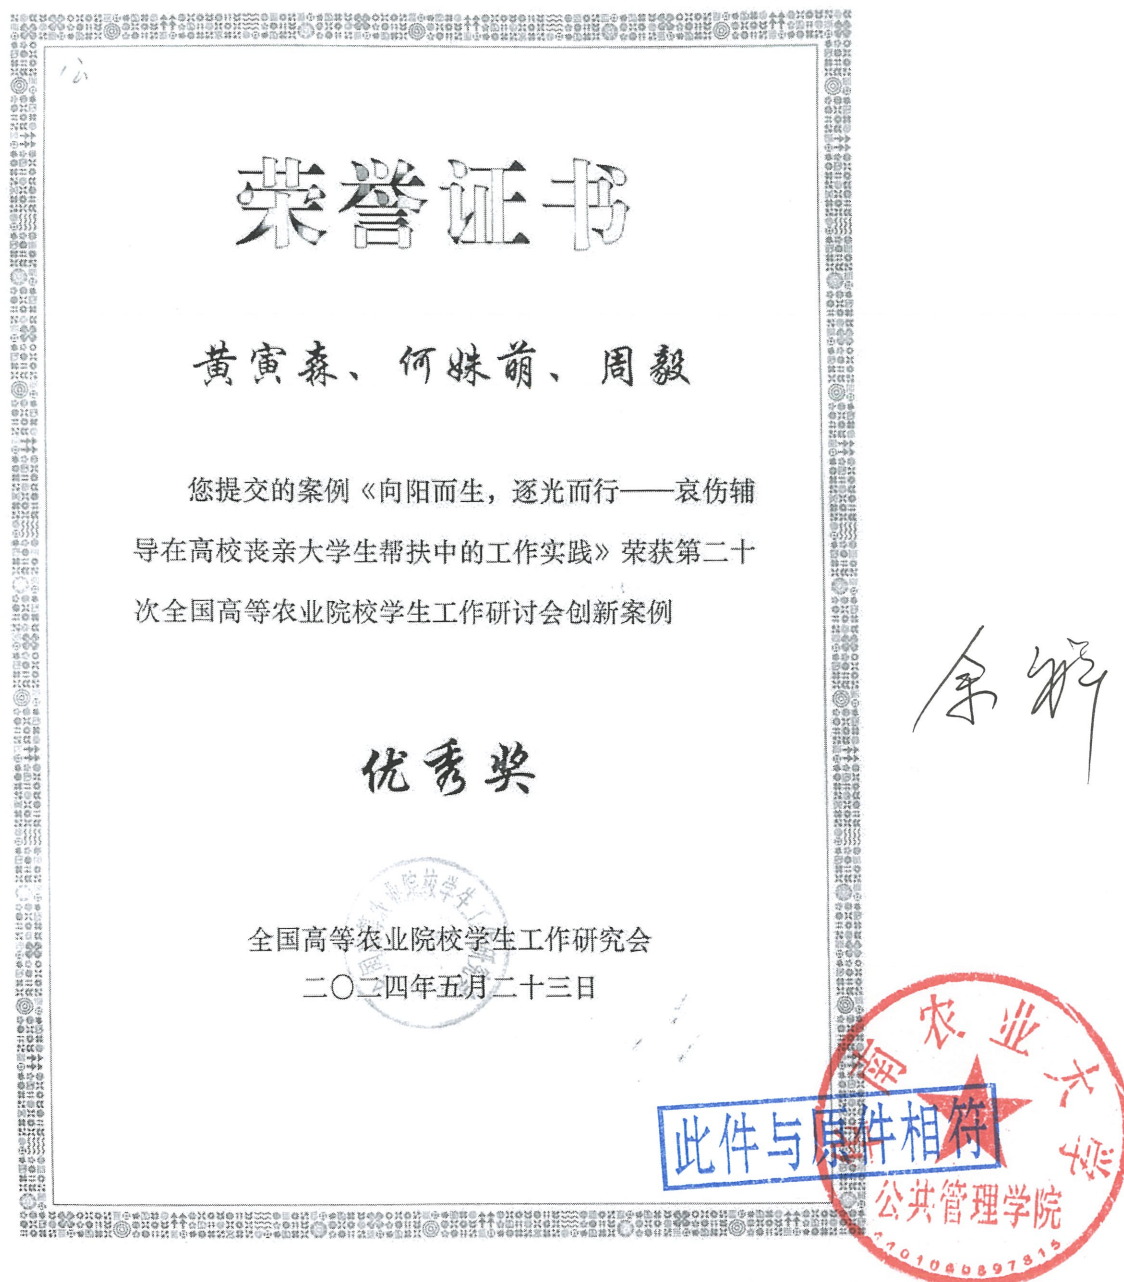 荣誉证书
黄寅森、何姝萌、周毅
您提交的案例《向阳而生，逐光而行——哀伤辅
导在高校丧亲大学生帮扶中的工作实践》荣获第二十
次全国高等农业院校学生工作研讨会创新案例
优秀奖
全国高等农业院校学生工作研究会
二〇二四年五月二十三日
此件与原件相符
南农业大学
公共管理学院